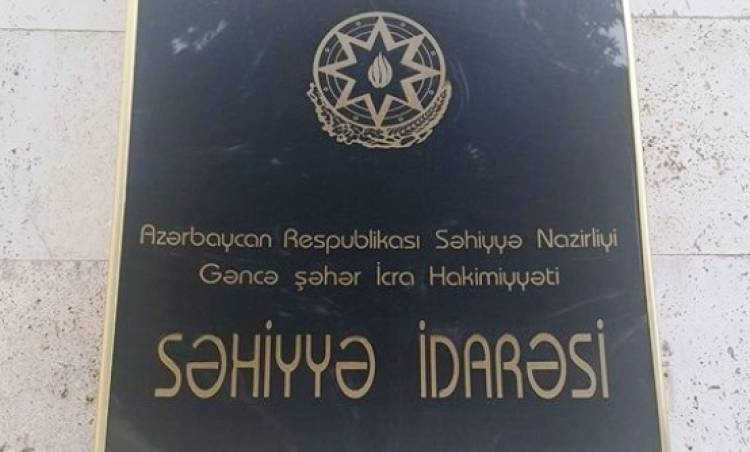 Azərbaycan Respublikası Səhiyyə Nazirliyi
Gəncə şəhər İcra Hakimiyyəti
SƏHİYYƏ İDARƏSİ